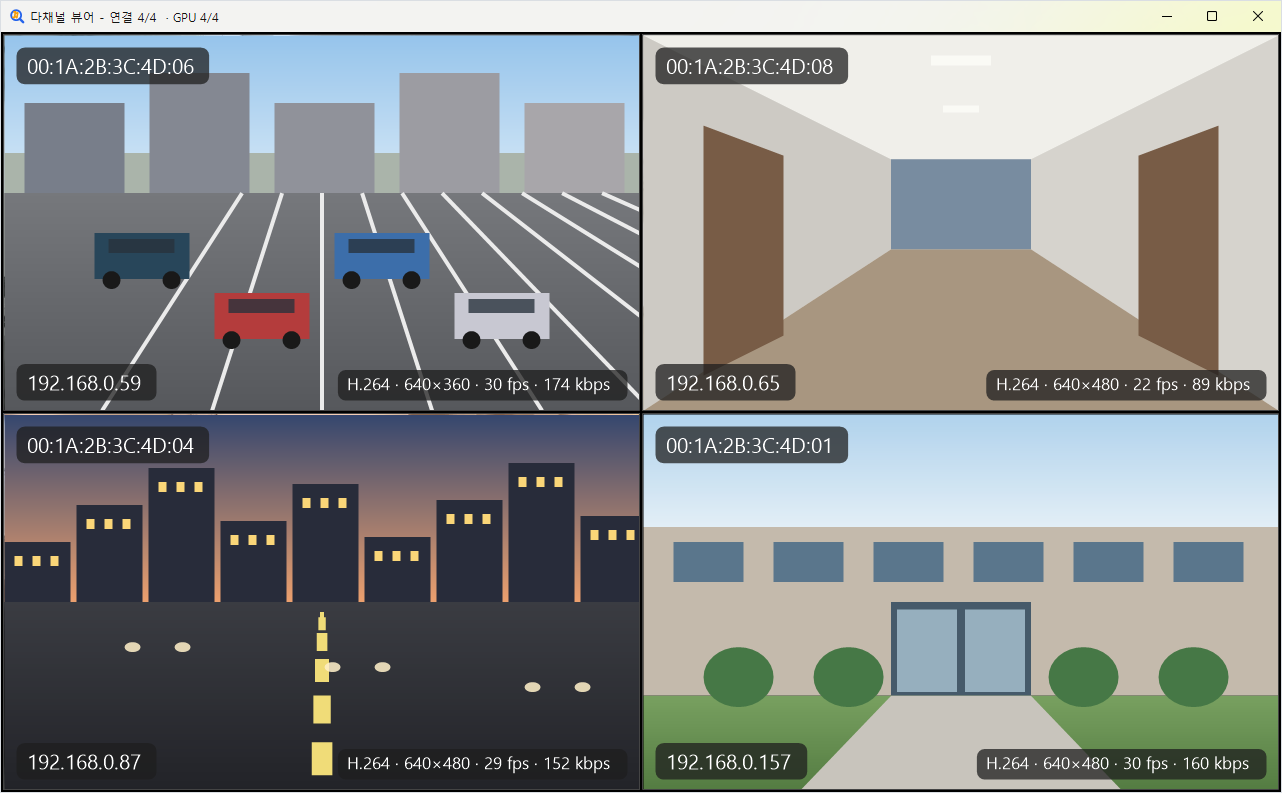 다채널 뷰어 - 연결 4/4 · GPU 4/4
00:1A:2B:3C:4D:06
192.168.0.59
H.264 · 640×360 · 30 fps · 174 kbps
00:1A:2B:3C:4D:08
192.168.0.65
H.264 · 640×480 · 22 fps · 89 kbps
00:1A:2B:3C:4D:04
192.168.0.87
H.264 · 640×480 · 29 fps · 152 kbps
00:1A:2B:3C:4D:01
192.168.0.157
H.264 · 640×480 · 30 fps · 160 kbps